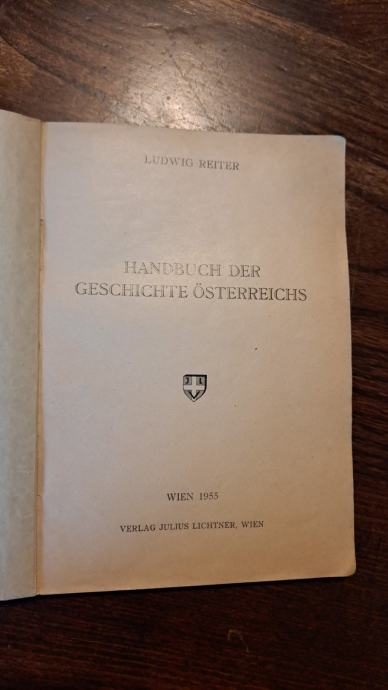 LUDWIG REITER
HANDBUCH DER
GESCHICHTE ÖSTERREICHS
J L
V
WIEN 1955
VERLAG JULIUS LICHTNER, WIEN